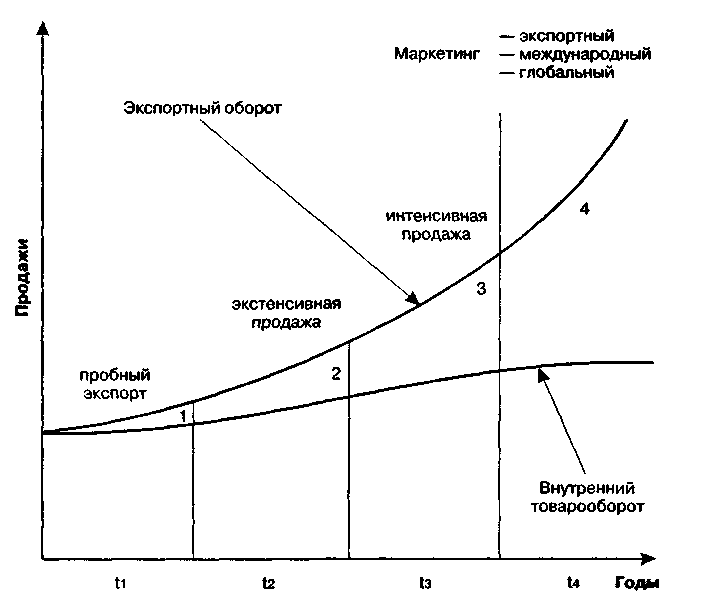 — экспортный
Маркетинг — международный
— глобальный
Экспортный оборот
интенсивная
продажа
4
3
экстенсивная
продажа
2
пробный
экспорт
1
Продажи
Внутренний
товарооборот
t1 t2 t3 t4 Годы